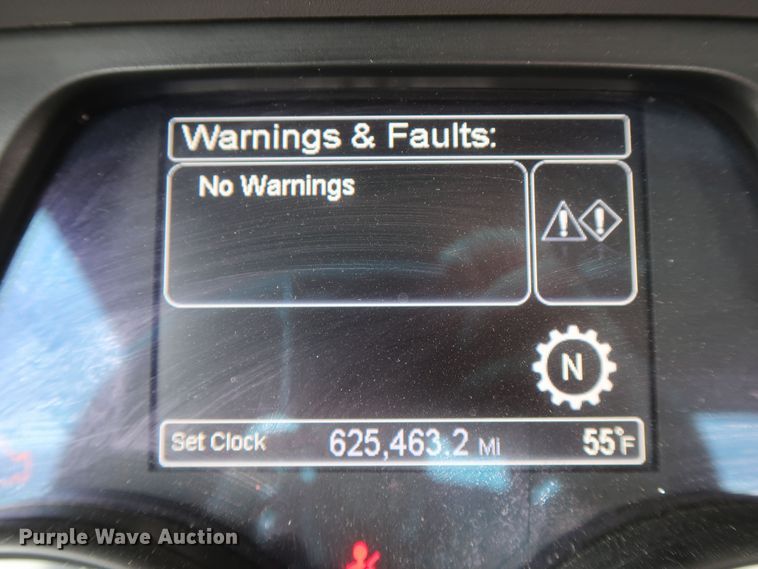 Warnings & Faults:
No Warnings
N
Set Clock 625,463.2 Mi 55°F
Purple Wave Auction